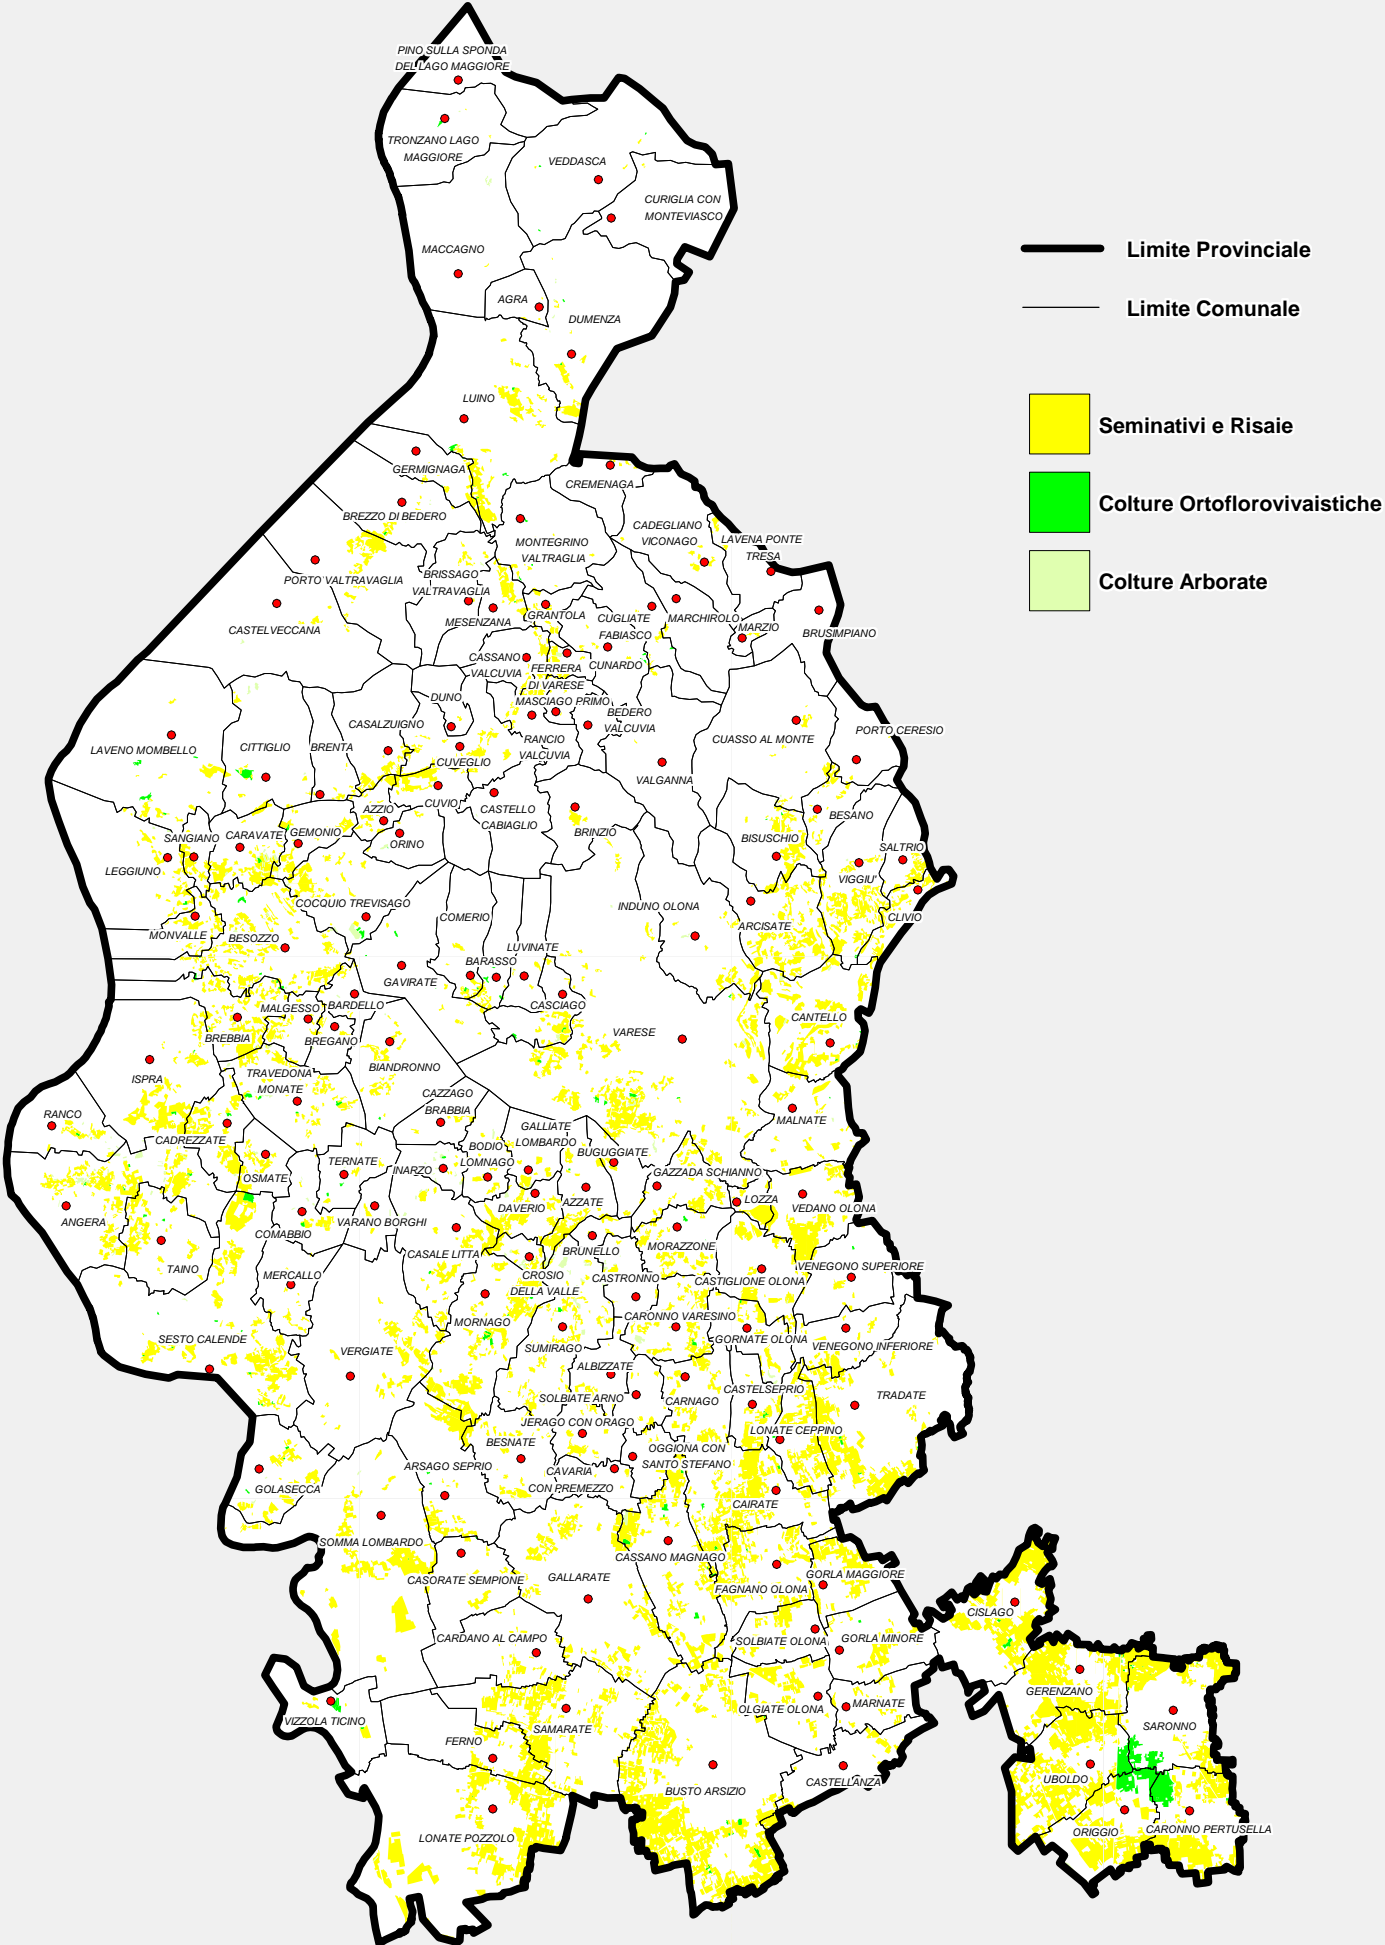 PINO SULLA SPONDA
DEL LAGO MAGGIORE
TRONZANO LAGO
MAGGIORE
VEDDASCA
CURIGLIA CON
MONTEVIASCO
MACCAGNO
AGRA
DUMENZA
LUINO
GERMIGNAGA
CREMENAGA
BREZZO DI BEDERO
MONTEGRINO
VALTRAGLIA
CADEGLIANO
VICONAGO
LAVENA PONTE
TRESA
PORTO VALTRAVAGLIA
BRISSAGO
VALTRAVAGLIA
CASTELVECCANA
MESENZANA
GRANTOLA
CUGLIATE
FABIASCO
MARCHIROLO
MARZIO
BRUSIMPIANO
CASSANO
VALCUVIA
FERRERA
DI VARESE
CUNARDO
DUNO
MASCIAGO PRIMO
BEDERO
VALCUVIA
LAVENO MOMBELLO
CITTIGLIO
BRENTA
CASALZUIGNO
CUVEGLIO
RANCIO
VALCUVIA
VALGANNA
CUASSO AL MONTE
PORTO CERESIO
AZZIO
CUVIO
CASTELLO
CABIAGLIO
BRINZIO
BESANO
SANGIANO
CARAVATE
GEMONIO
ORINO
BISUSCHIO
SALTRIO
LEGGIUNO
VIGGIU'
COCQUIO TREVISAGO
COMERIO
INDUNO OLONA
ARCISATE
CLIVIO
MONVALLE
BESOZZO
LUVINATE
BARASSO
GAVIRATE
CASCIAGO
MALGESSO
BARDELLO
BREBBIA
BREGANO
VARESE
CANTELLO
ISPRA
TRAVEDONA
MONATE
BIANDRONNO
CAZZAGO
BRABBIA
RANCO
CADREZZATE
GALLIATE
LOMBARDO
MALNATE
BODIO
LOMNAGO
BUGUGGIATE
OSMATE
TERNATE
INARZO
GAZZADA SCHIANNO
LOZZA
VEDANO OLONA
ANGERA
COMABBIO
VARANO BORGHI
DAVERIO
AZZATE
TAINO
CASALE LITTA
BRUNELLO
MORAZZONE
MERCALLO
CROSIO
DELLA VALLE
CASTRONNO
CASTIGLIONE OLONA
VENEGONO SUPERIORE
MORNAGO
CARONNO VARESINO
GORNATE OLONA
VENEGONO INFERIORE
SESTO CALENDE
VERGIATE
SUMIRAGO
ALBIZZATE
SOLBIATE ARNO
CARNAGO
CASTELSEPRIO
TRADATE
JERAGO CON ORAGO
LONATE CEPPINO
BESNATE
OGGIONA CON
SANTO STEFANO
ARSAGO SEPRIO
CAVARIA
CON PREMEZZO
GOLASECCA
CAIRATE
SOMMA LOMBARDO
CASSANO MAGNAGO
CASORATE SEMPIONE
GALLARATE
FAGNANO OLONA
GORLA MAGGIORE
CISLAGO
CARDANO AL CAMPO
SOLBIATE OLONA
GORLA MINORE
GERENZANO
VIZZOLA TICINO
OLGIATE OLONA
MARNATE
SARONNO
FERNO
SAMARATE
UBOLDO
BUSTO ARSIZIO
CASTELLANZA
LONATE POZZOLO
ORIGGIO
CARONNO PERTUSELLA
Limite Provinciale
Limite Comunale
Seminativi e Risaie
Colture Ortoflorovivaistiche
Colture Arborate